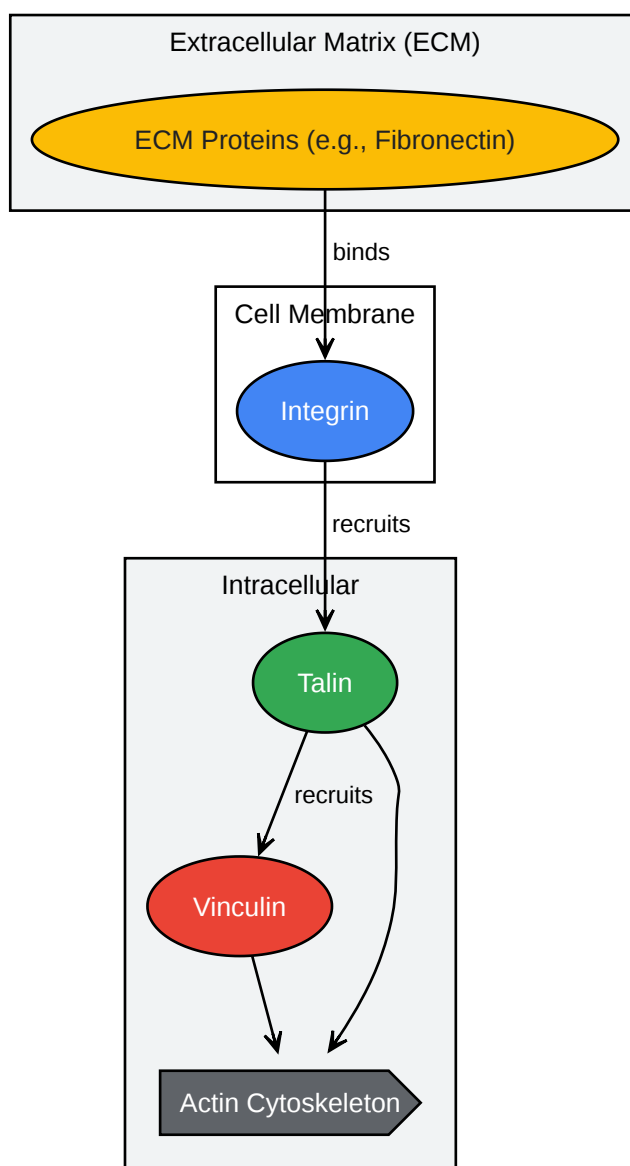 Extracellular Matrix (ECM)
ECM Proteins (e.g., Fibronectin)
binds
Cell Membrane
Integrin
recruits
Intracellular
Talin
recruits
Vinculin
Actin Cytoskeleton